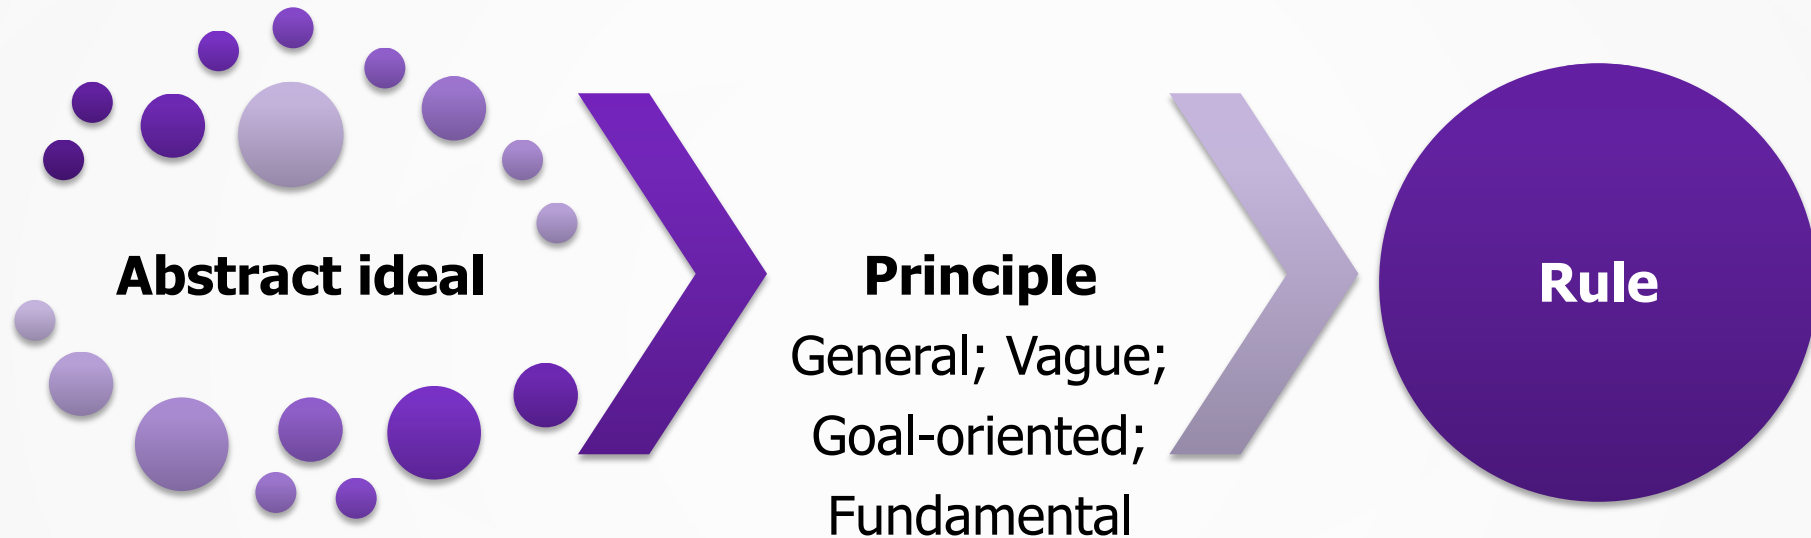 Abstract ideal
Principle
General; Vague;
Goal-oriented;
Fundamental
Rule